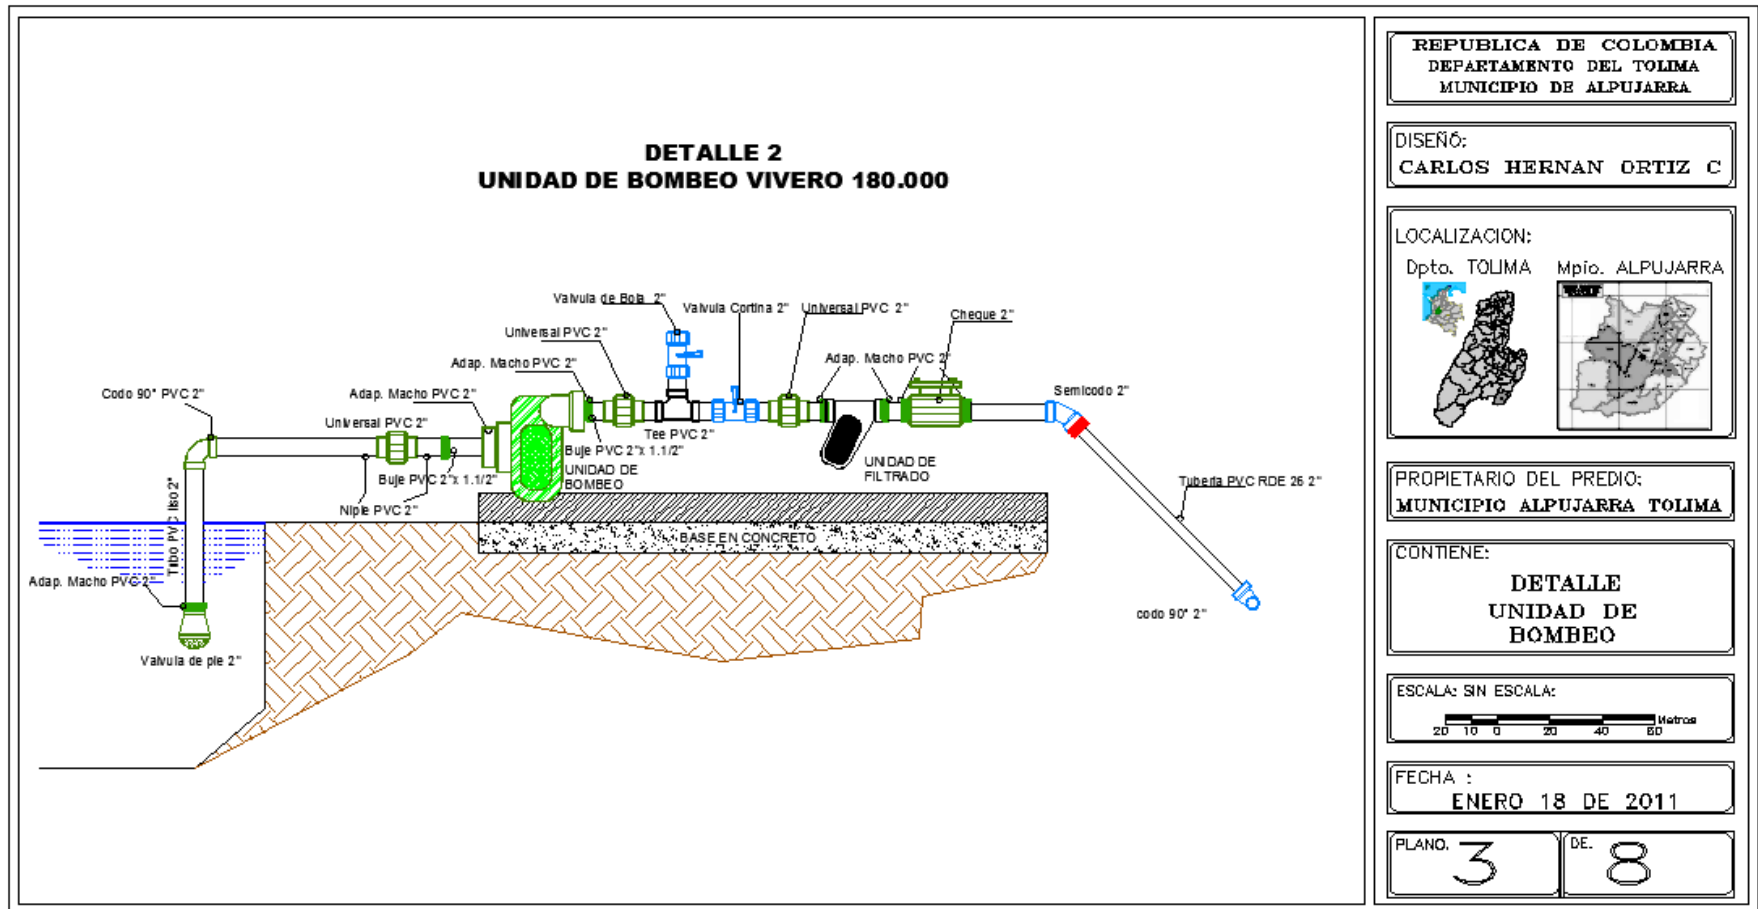 DETALLE 2
UNIDAD DE BOMBEO VIVERO 180.000
Valvula de Bola 2"
Valvula Cortina 2"
Universal PVC 2"
Cheque 2"
Universal PVC 2"
Adap. Macho PVC 2"
Adap. Macho PVC 2"
Semicodo 2"
Codo 90° PVC 2"
Adap. Macho PVC 2"
Universal PVC 2"
Tee PVC 2"
Buje PVC 2"x 1.1/2"
UNIDAD DE
BOMBEO
UNIDAD DE
FILTRADO
Buje PVC 2"x 1.1/2"
Niple PVC 2"
Tuberia PVC RDE 26 2"
Tubo PVC liso 2"
BASE EN CONCRETO
Adap. Macho PVC 2"
codo 90° 2"
Valvula de pie 2"
REPUBLICA DE COLOMBIA
DEPARTAMENTO DEL TOLIMA
MUNICIPIO DE ALPUJARRA
DISEÑO:
CARLOS HERNAN ORTIZ C
LOCALIZACION:
Dpto. TOLIMA Mpio. ALPUJARRA
PROPIETARIO DEL PREDIO:
MUNICIPIO ALPUJARRA TOLIMA
CONTIENE:
DETALLE
UNIDAD DE
BOMBEO
ESCALA: SIN ESCALA:
Metros
20 10 0 20 40 60
FECHA :
ENERO 18 DE 2011
PLANO. 3 DE. 8